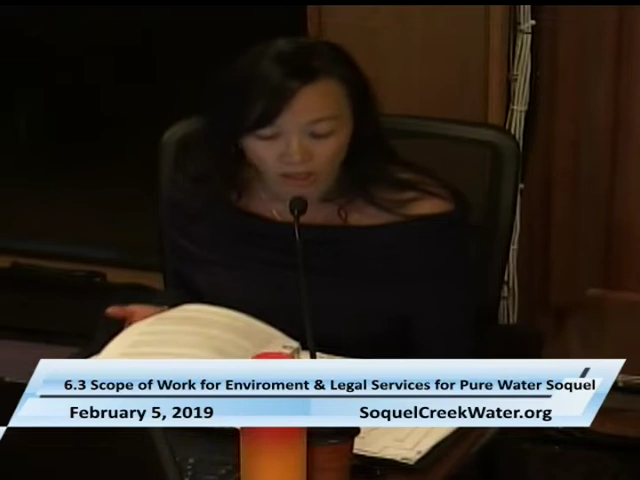 6.3 Scope of Work for Enviroment & Legal Services for Pure Water Soquel
February 5, 2019 SoquelCreekWater.org